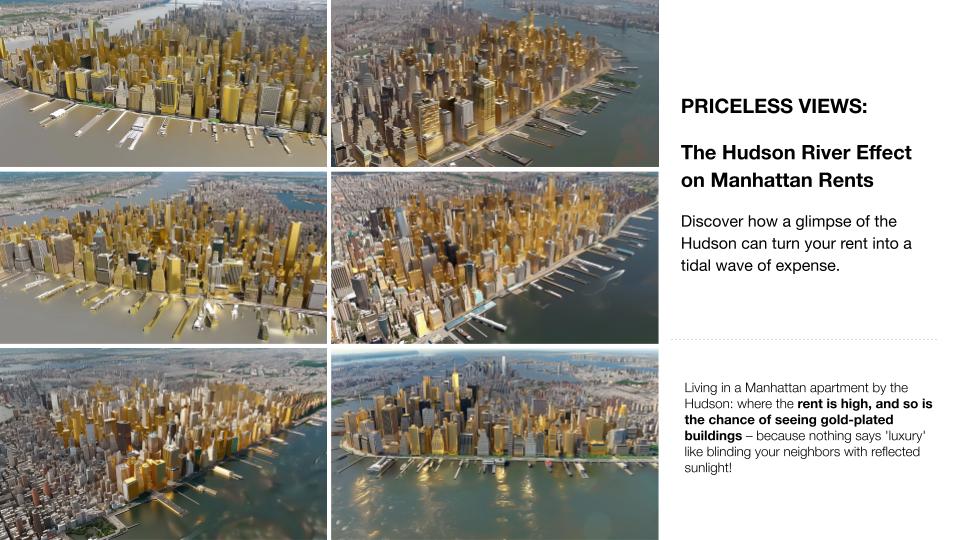 PRICELESS VIEWS:
The Hudson River Effect
on Manhattan Rents
Discover how a glimpse of the
Hudson can turn your rent into a
tidal wave of expense.
Living in a Manhattan apartment by the
Hudson: where the rent is high, and so is
the chance of seeing gold-plated
buildings – because nothing says 'luxury'
like blinding your neighbors with reflected
sunlight!